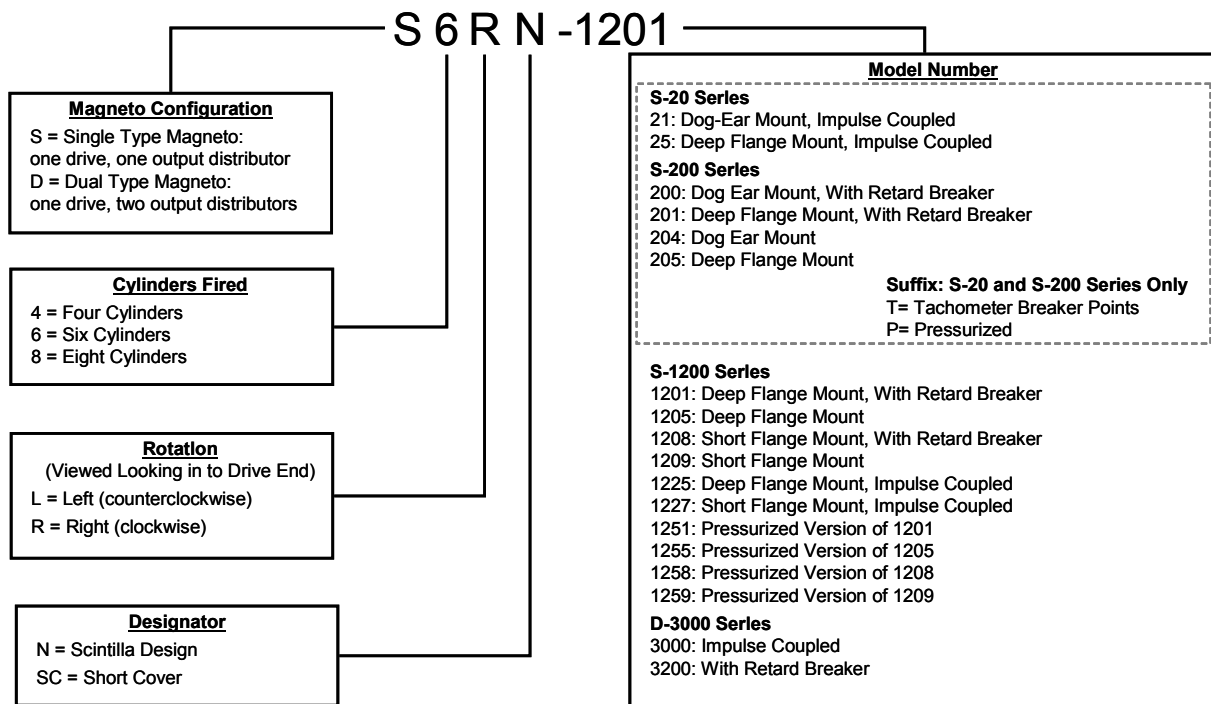 S 6 R N -1201
Magneto Configuration
S = Single Type Magneto:
one drive, one output distributor
D = Dual Type Magneto:
one drive, two output distributors
Cylinders Fired
4 = Four Cylinders
6 = Six Cylinders
8 = Eight Cylinders
Rotation
(Viewed Looking in to Drive End)
L = Left (counterclockwise)
R = Right (clockwise)
Designator
N = Scintilla Design
SC = Short Cover
Model Number
S-20 Series
21: Dog-Ear Mount, Impulse Coupled
25: Deep Flange Mount, Impulse Coupled
S-200 Series
200: Dog Ear Mount, With Retard Breaker
201: Deep Flange Mount, With Retard Breaker
204: Dog Ear Mount
205: Deep Flange Mount
Suffix: S-20 and S-200 Series Only
T= Tachometer Breaker Points
P= Pressurized
S-1200 Series
1201: Deep Flange Mount, With Retard Breaker
1205: Deep Flange Mount
1208: Short Flange Mount, With Retard Breaker
1209: Short Flange Mount
1225: Deep Flange Mount, Impulse Coupled
1227: Short Flange Mount, Impulse Coupled
1251: Pressurized Version of 1201
1255: Pressurized Version of 1205
1258: Pressurized Version of 1208
1259: Pressurized Version of 1209
D-3000 Series
3000: Impulse Coupled
3200: With Retard Breaker